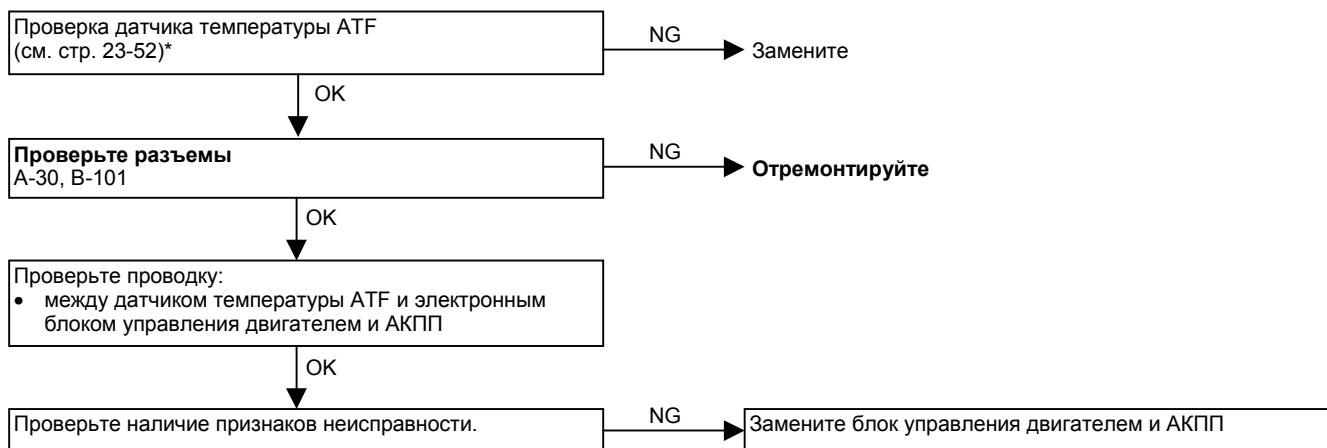 Проверка датчика температуры ATF
(см. стр. 23-52)*
NG
Замените
OK
Проверьте разъемы
A-30, B-101
NG
Отремонтируйте
OK
Проверьте проводку:
• между датчиком температуры ATF и электронным
блоком управления двигателем и АКПП
OK
Проверьте наличие признаков неисправности.
NG
Замените блок управления двигателем и АКПП